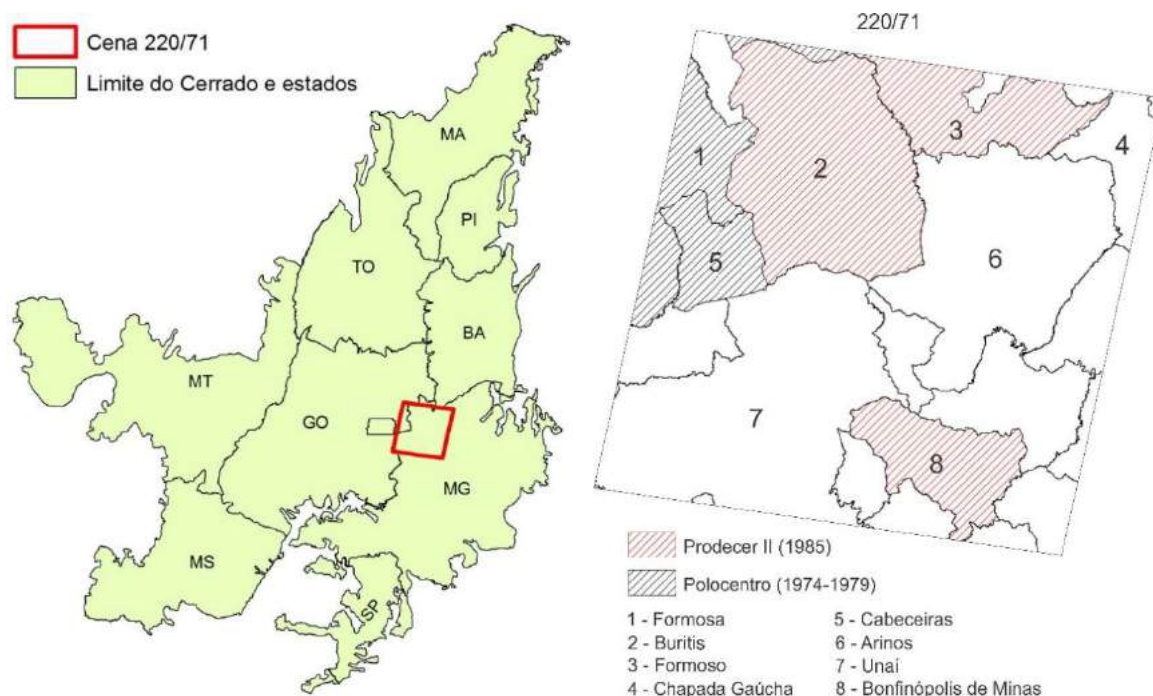 Cena 220/71
Limite do Cerrado e estados
MA
PI
TO
BA
MT
GO
MG
MS
SP
220/71
1
2
3
4
5
6
7
8
Prodecer II (1985)
Polocentro (1974-1979)
1 - Formosa
2 - Buritis
3 - Formoso
4 - Chapada Gaúcha
5 - Cabeceiras
6 - Arinos
7 - Unaí
8 - Bonfinópolis de Minas